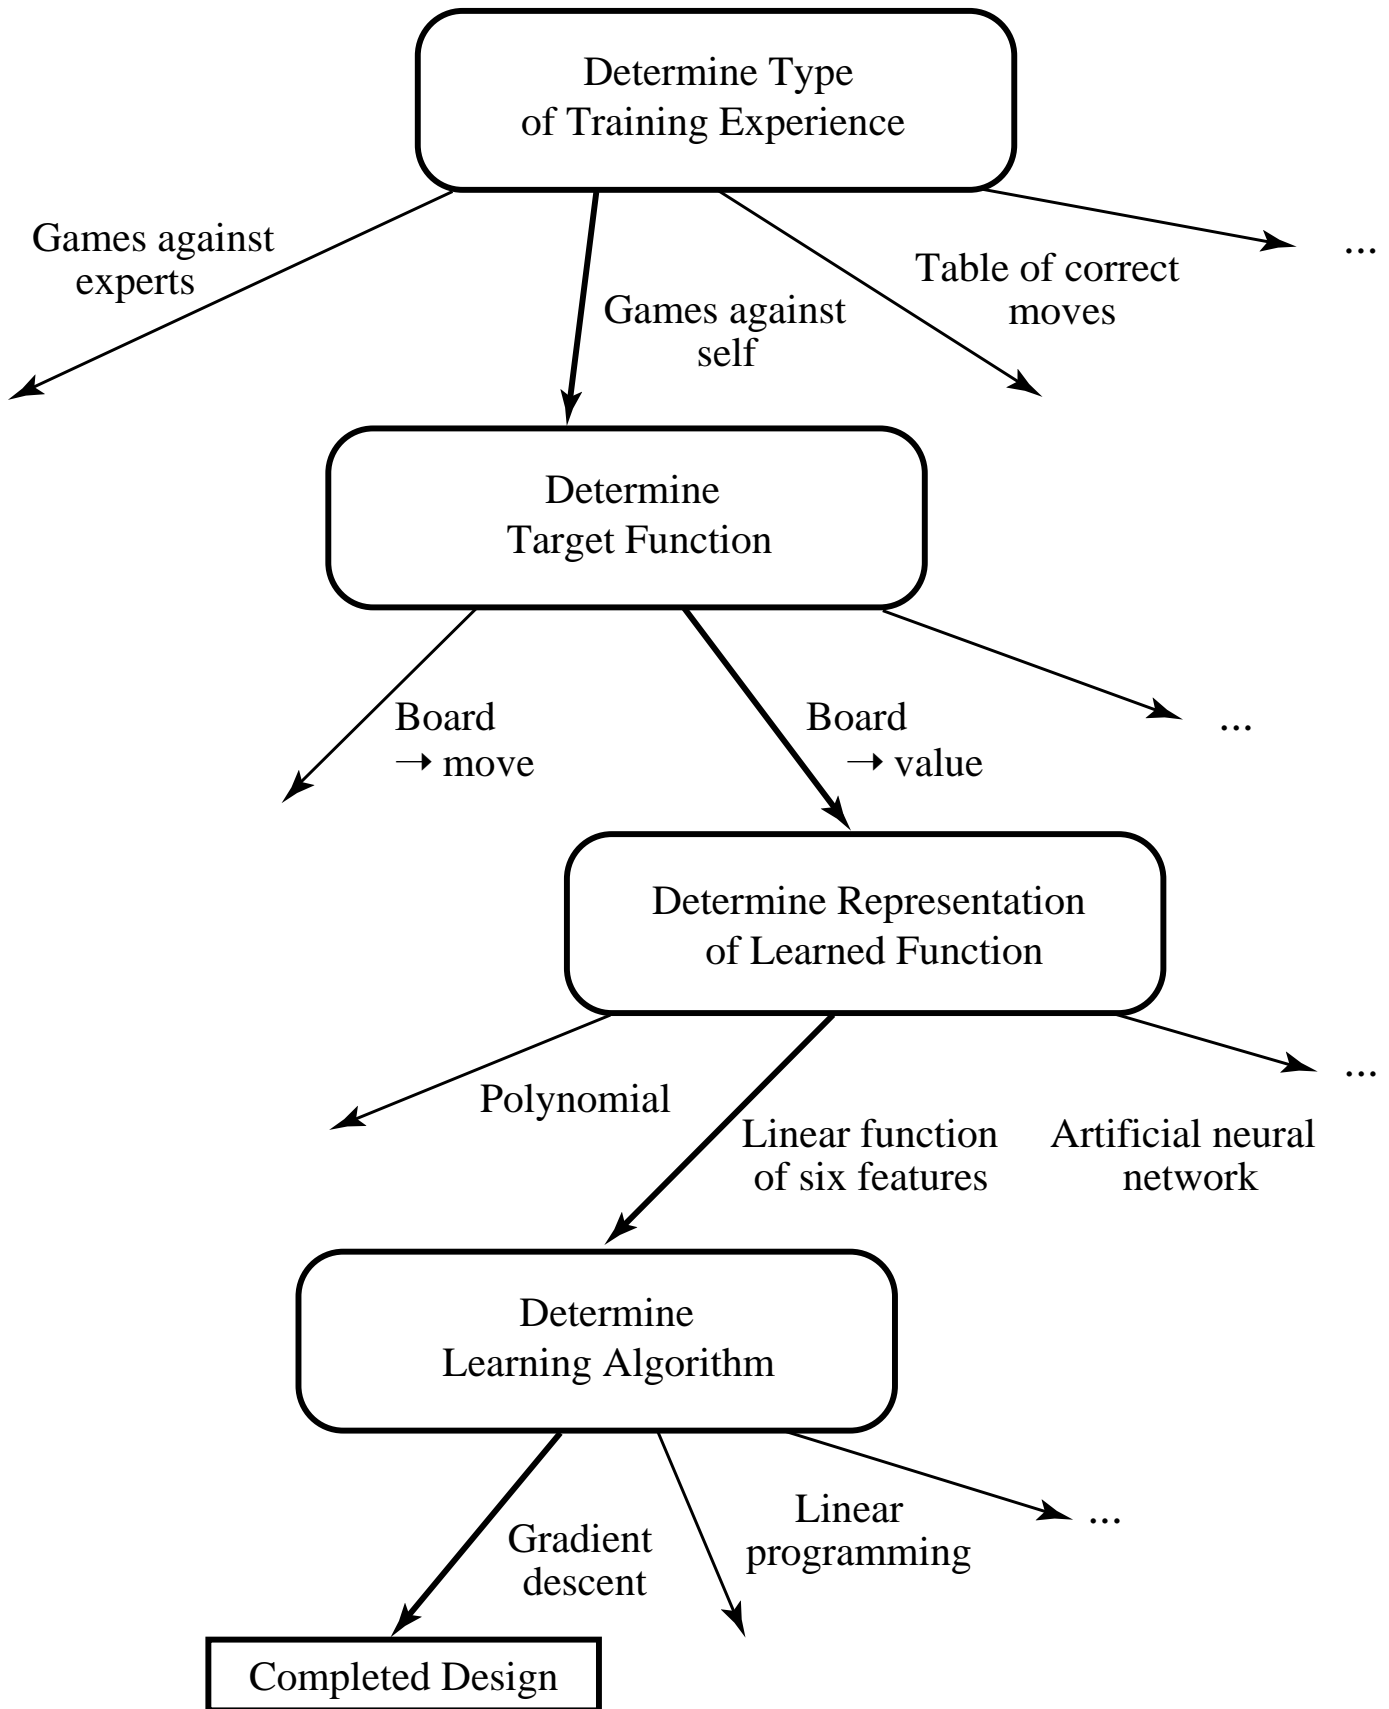 Determine Type
of Training Experience
Games against
experts
Games against
self
Table of correct
moves
...
Determine
Target Function
Board
→ move
Board
→ value
...
Determine Representation
of Learned Function
Polynomial
Linear function
of six features
Artificial neural
network
...
Determine
Learning Algorithm
Gradient
descent
Linear
programming
...
Completed Design